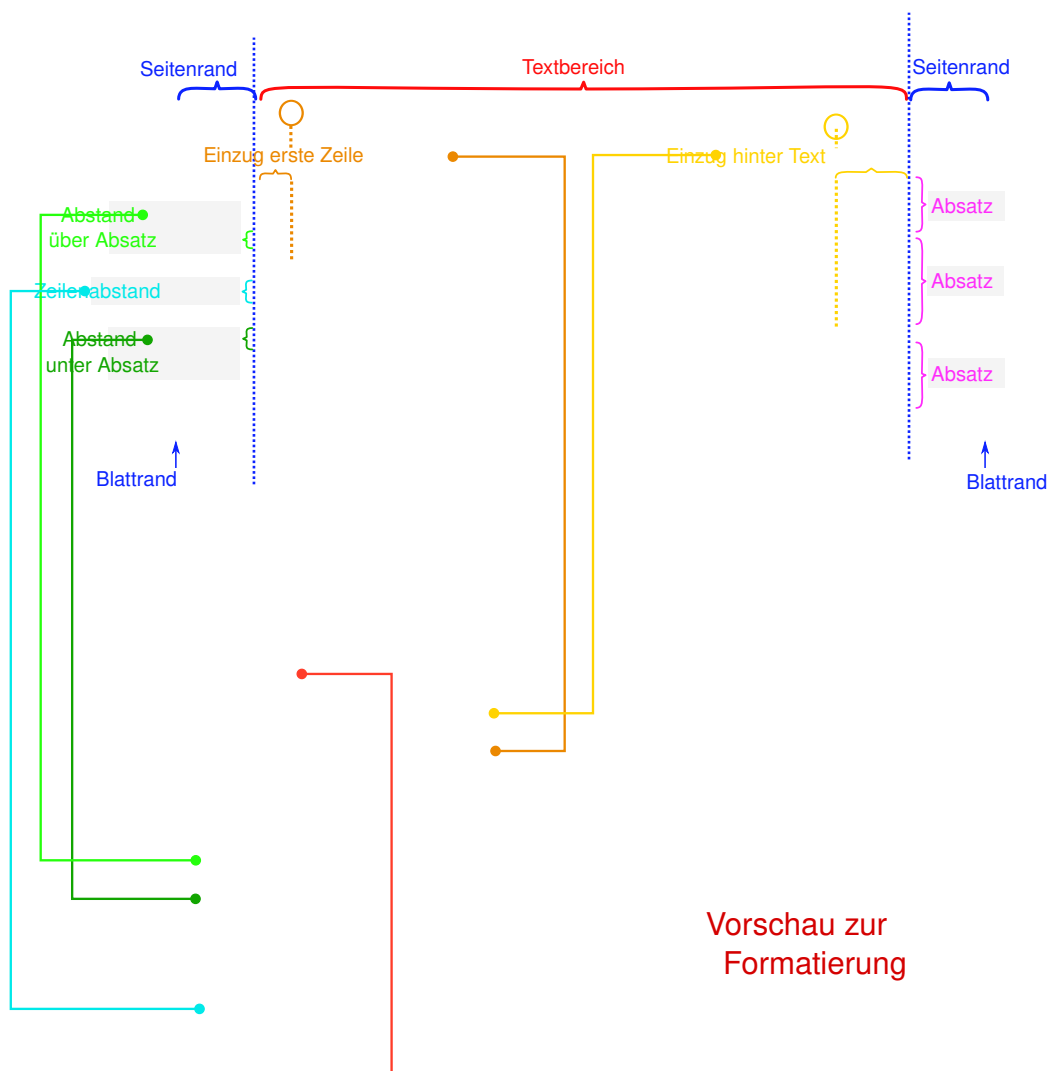 Seitenrand
Textbereich
Seitenrand
Einzug erste Zeile
Einzug hinter Text
Abstand
über Absatz
Absatz
Zeilenabstand
Absatz
Abstand
unter Absatz
Absatz
Blattrand
Blattrand
Vorschau zur
Formatierung